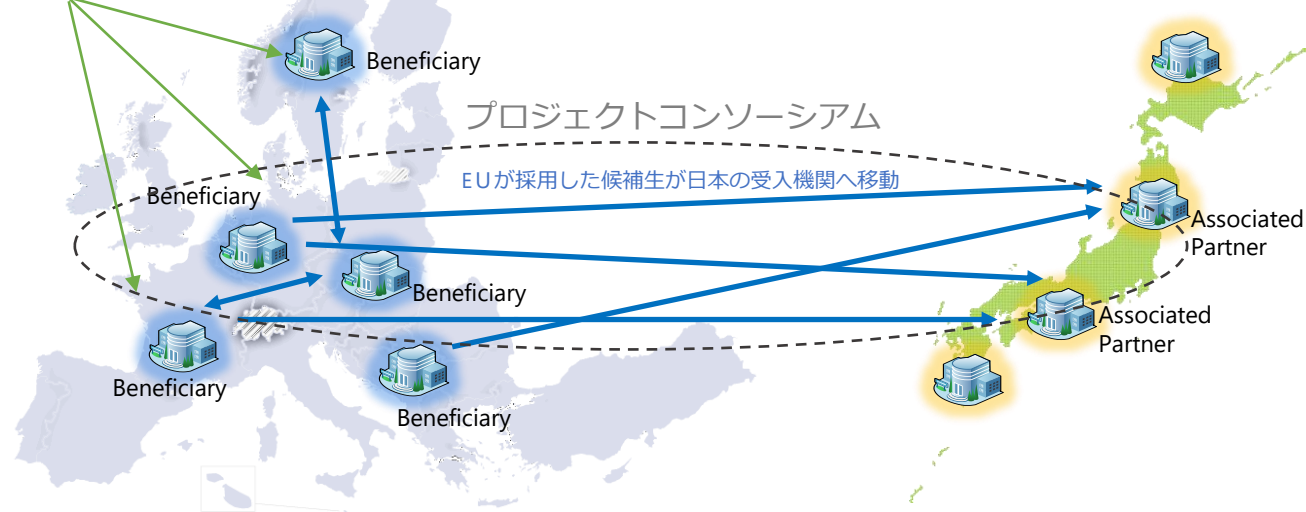 Beneficiary
プロジェクトコンソーシアム
EUが採用した候補生が日本の受入機関へ移動
Beneficiary
Associated
Partner
Beneficiary
Associated
Partner
Beneficiary
Beneficiary